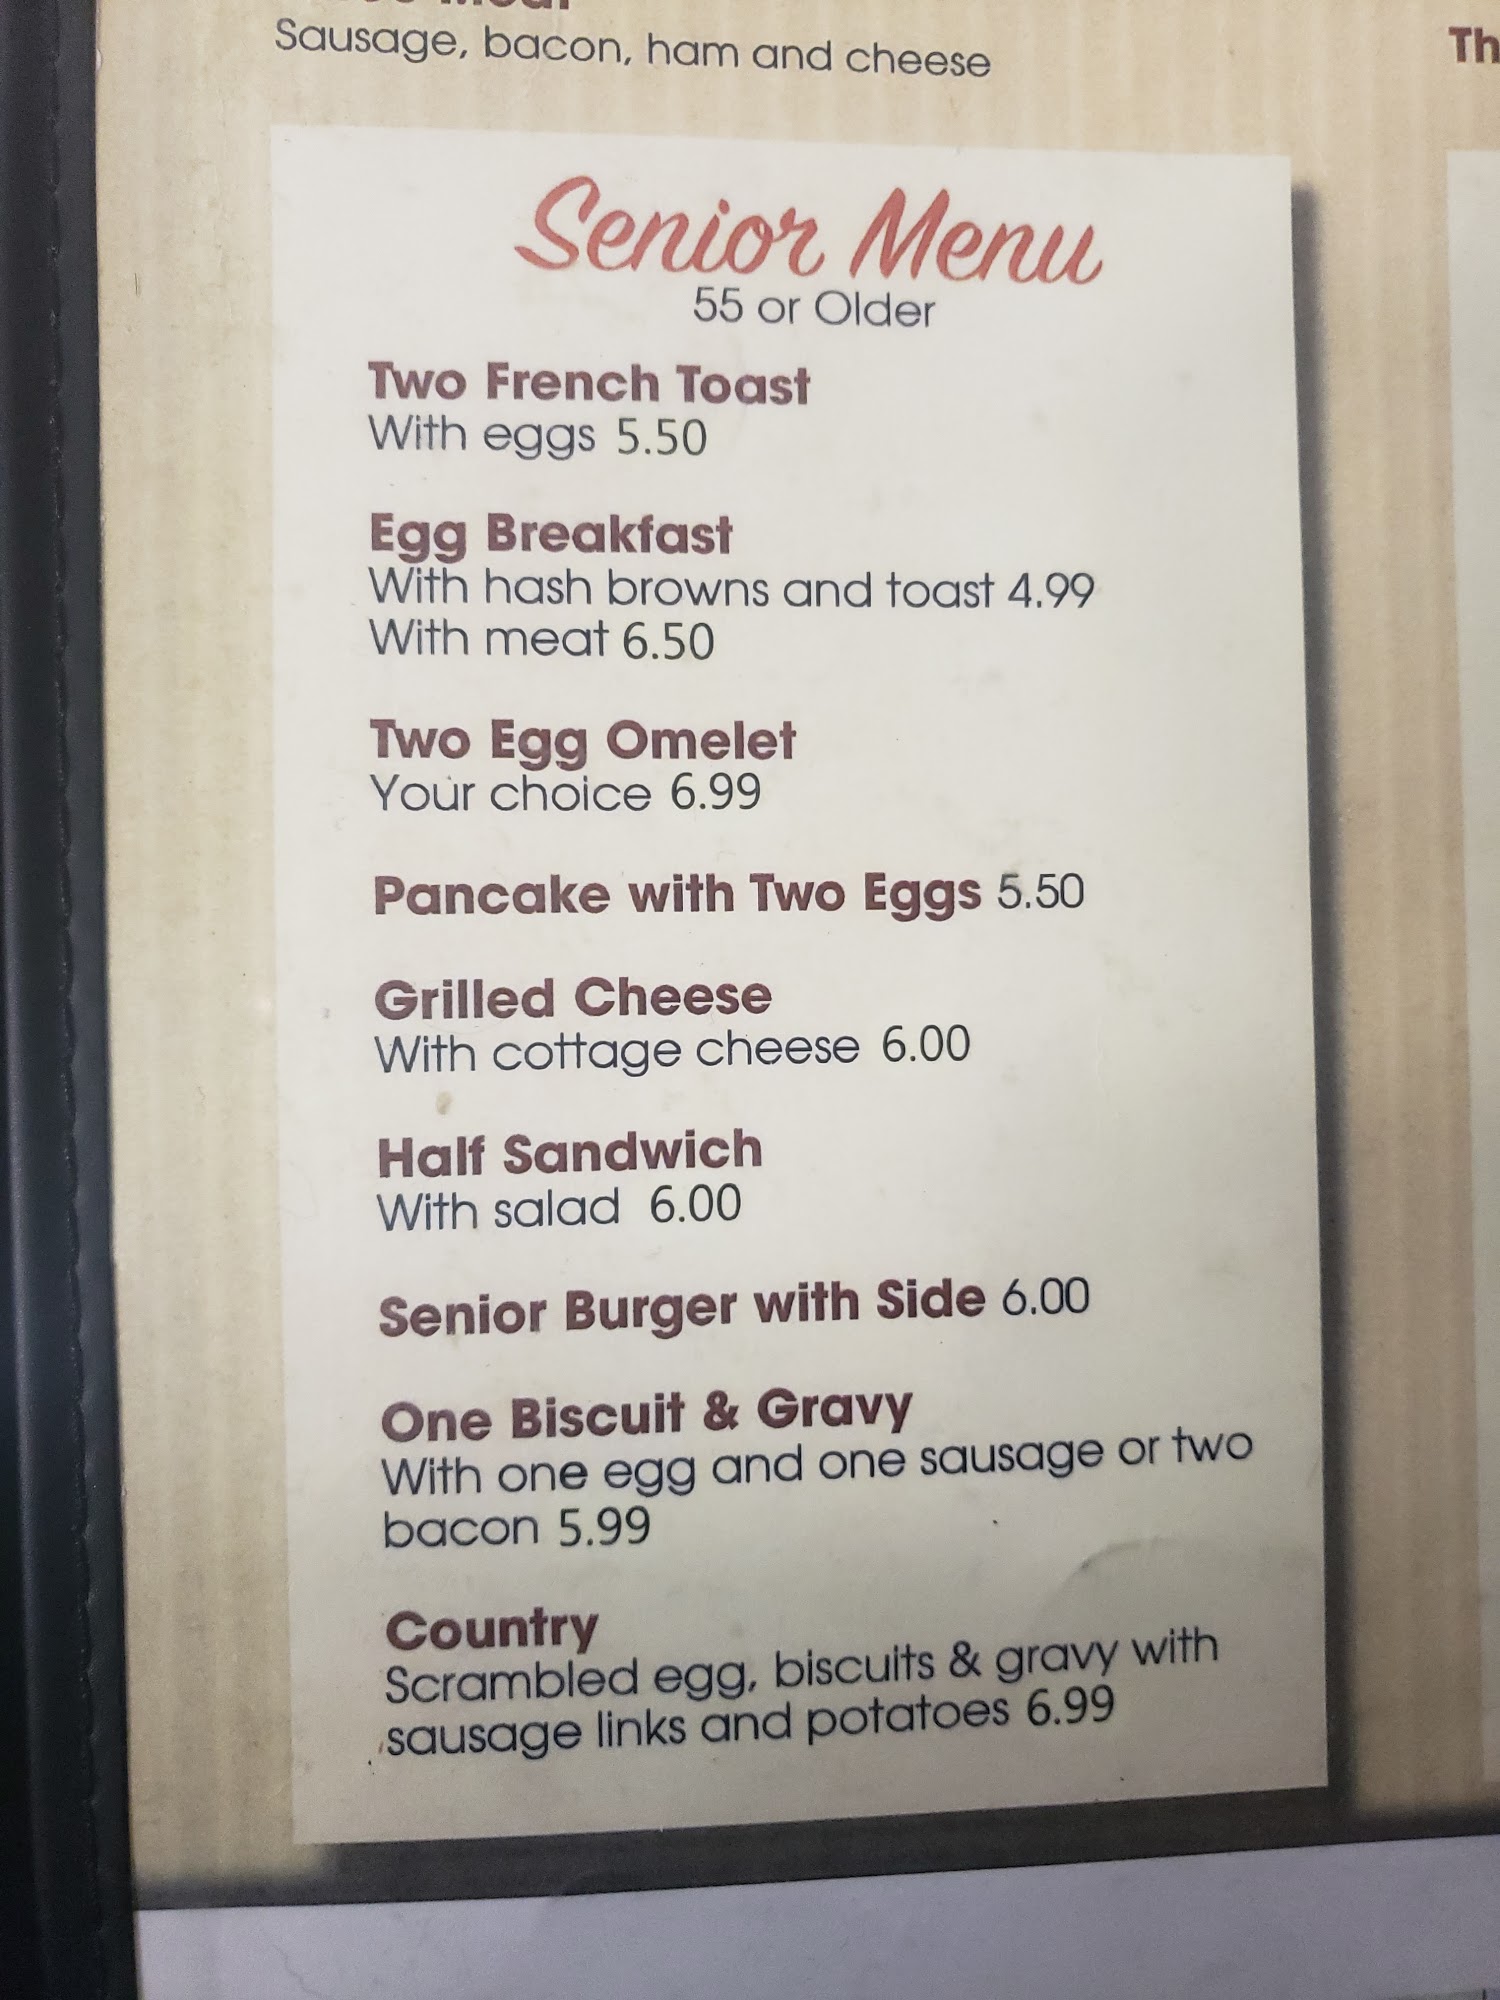 Sausage, bacon, ham and cheese
Th
Senior Menu
55 or Older
Two French Toast
With eggs 5.50
Egg Breakfast
With hash browns and toast 4.99
With meat 6.50
Two Egg Omelet
Your choice 6.99
Pancake with Two Eggs 5.50
Grilled Cheese
With cottage cheese 6.00
Half Sandwich
With salad 6.00
Senior Burger with Side 6.00
One Biscuit & Gravy
With one egg and one sausage or two
bacon 5.99
Country
Scrambled egg, biscuits & gravy with
sausage links and potatoes 6.99